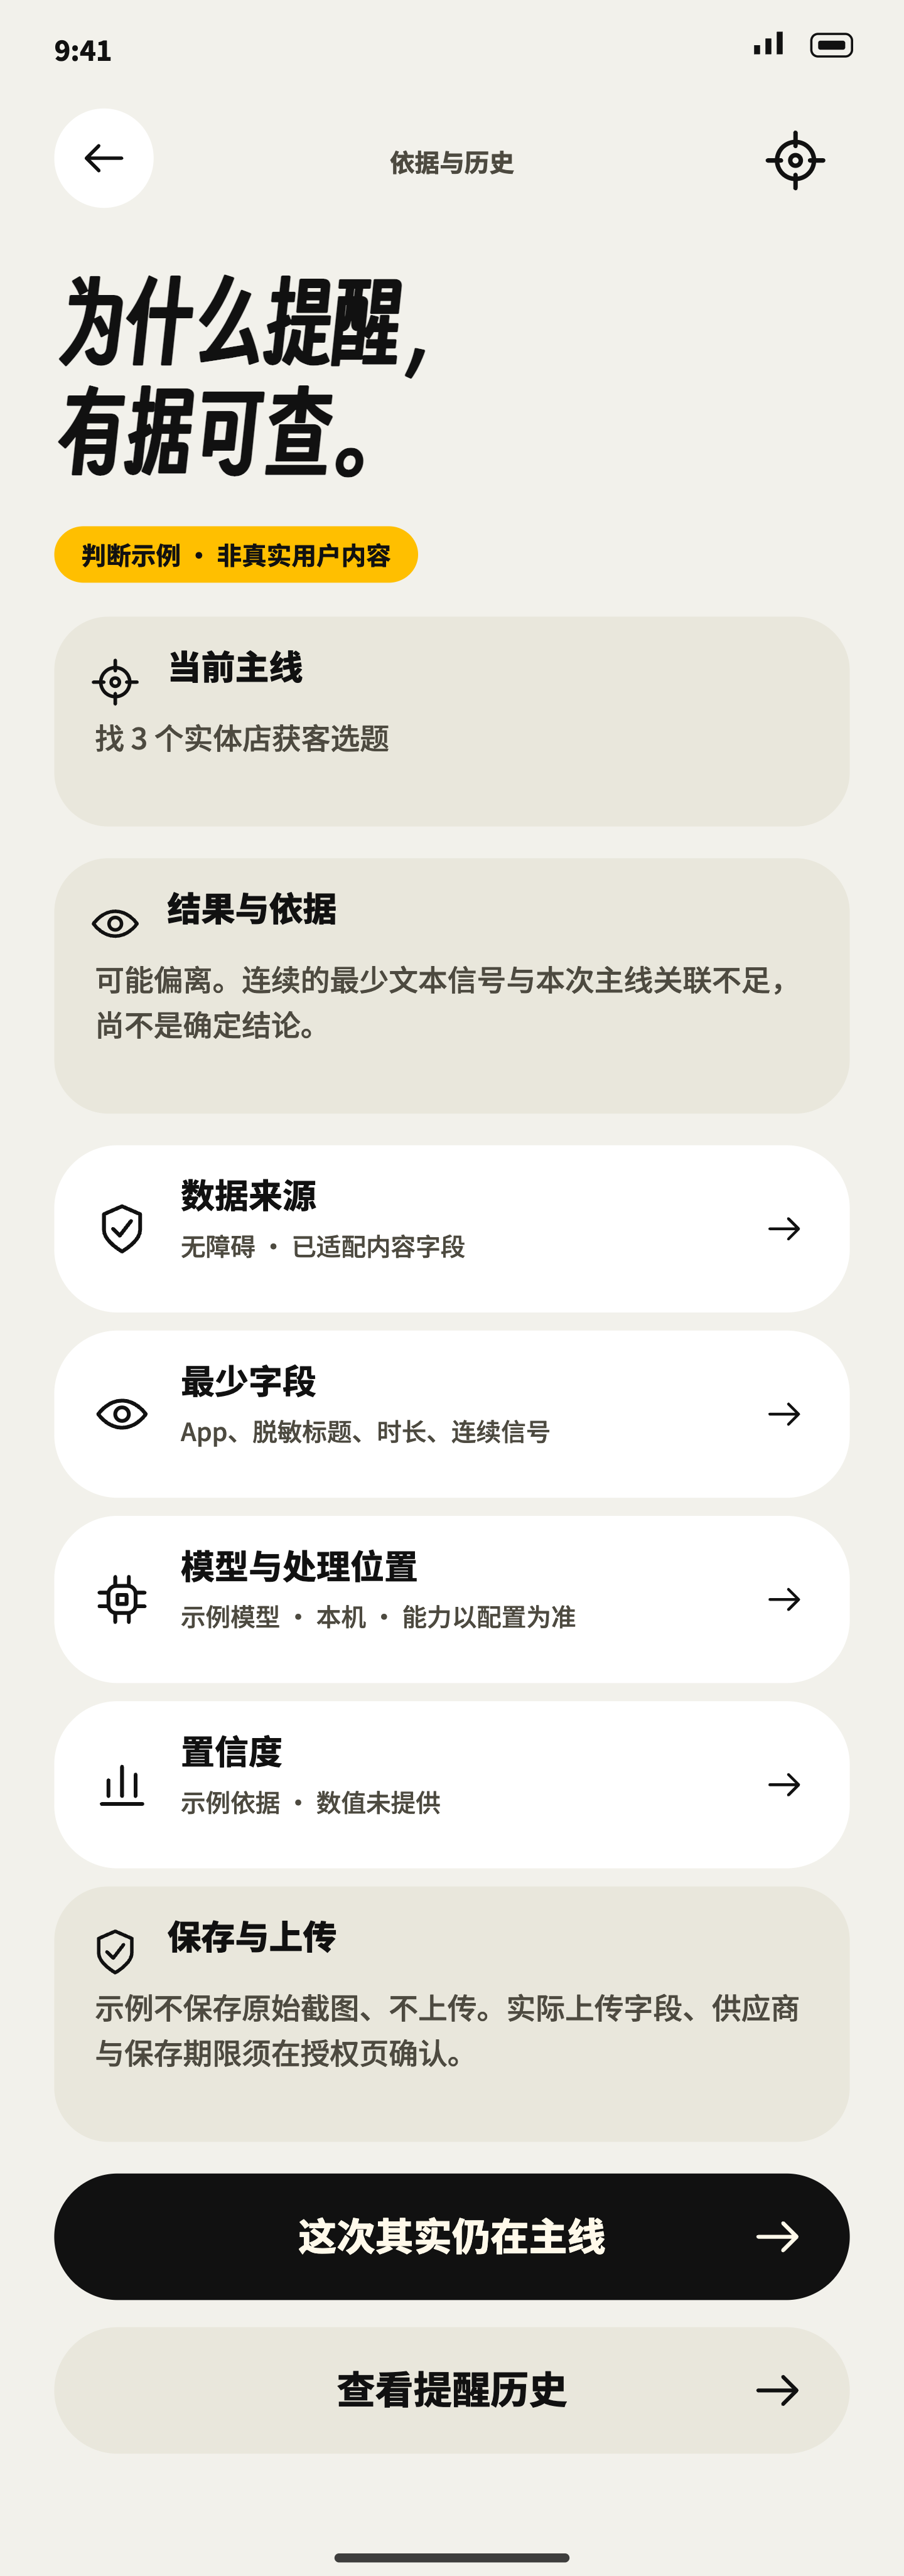 9:41
依据与历史
为什么提醒，
有据可查。
判断示例 · 非真实用户内容
当前主线
找 3 个实体店获客选题
结果与依据
可能偏离。连续的最少文本信号与本次主线关联不足，
尚不是确定结论。
数据来源
无障碍 · 已适配内容字段
最少字段
App、脱敏标题、时长、连续信号
模型与处理位置
示例模型 · 本机 · 能力以配置为准
置信度
示例依据 · 数值未提供
保存与上传
示例不保存原始截图、不上传。实际上传字段、供应商
与保存期限须在授权页确认。
这次其实仍在主线
查看提醒历史